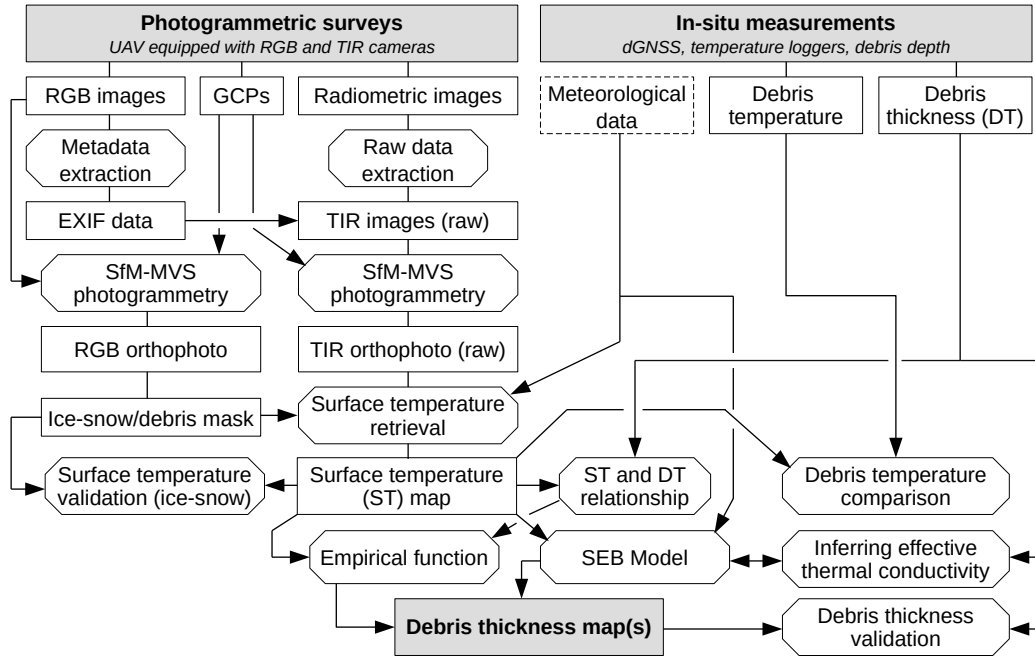 Photogrammetric surveys
UAV equipped with RGB and TIR cameras
In-situ measurements
dGNSS, temperature loggers, debris depth
RGB images
GCPs
Radiometric images
Meteorological
data
Debris
temperature
Debris
thickness (DT)
Metadata
extraction
Raw data
extraction
EXIF data
TIR images (raw)
SfM-MVS
photogrammetry
SfM-MVS
photogrammetry
RGB orthophoto
TIR orthophoto (raw)
Ice-snow/debris mask
Surface temperature
retrieval
Surface temperature
validation (ice-snow)
Surface temperature
(ST) map
ST and DT
relationship
Debris temperature
comparison
Empirical function
SEB Model
Inferring effective
thermal conductivity
Debris thickness map(s)
Debris thickness
validation